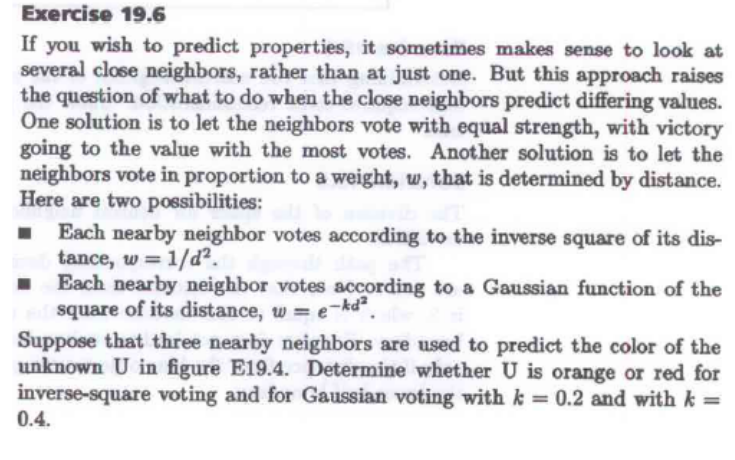 Exercise 19.6
If you wish to predict properties, it sometimes makes sense to look at
several close neighbors, rather than at just one. But this approach raises
the question of what to do when the close neighbors predict differing values.
One solution is to let the neighbors vote with equal strength, with victory
going to the value with the most votes. Another solution is to let the
neighbors vote in proportion to a weight, w, that is determined by distance.
Here are two possibilities:
■ Each nearby neighbor votes according to the inverse square of its dis-
tance, w = 1/d².
■ Each nearby neighbor votes according to a Gaussian function of the
square of its distance, w = e^{-kd²}.
Suppose that three nearby neighbors are used to predict the color of the
unknown U in figure E19.4. Determine whether U is orange or red for
inverse-square voting and for Gaussian voting with k = 0.2 and with k =
0.4.